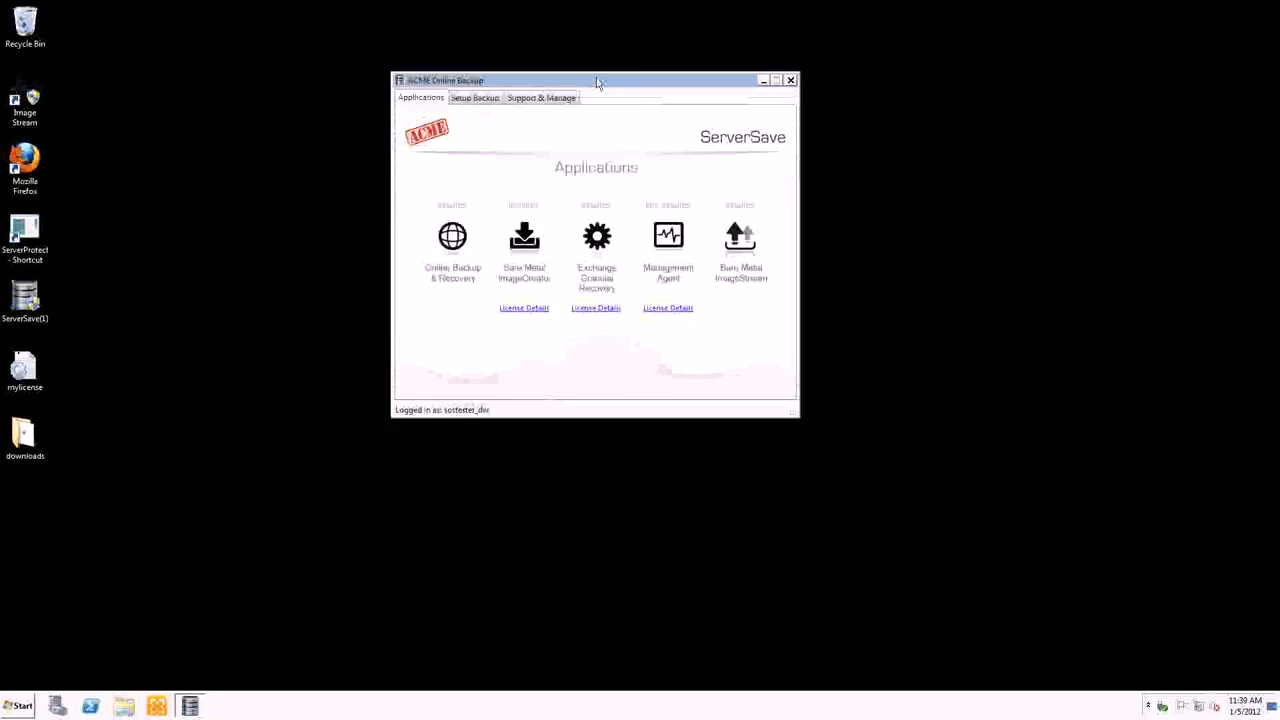 Recycle Bin
Image
Stream
Mozilla
Firefox
ServerProtect
- Shortcut
ServerSave(1)
mylicense
downloads
ACME Online Backup
Applications
Setup Backup
Support & Manage
ACME
ServerSave
Applications
Online Backup
& Recovery
Bare Metal
ImageCreator
Exchange
Granular
Recovery
Management
Agent
Bare Metal
ImageStream
License Details
License Details
License Details
Logged in as: sostester_dw
Start
11:39 AM
1/5/2012